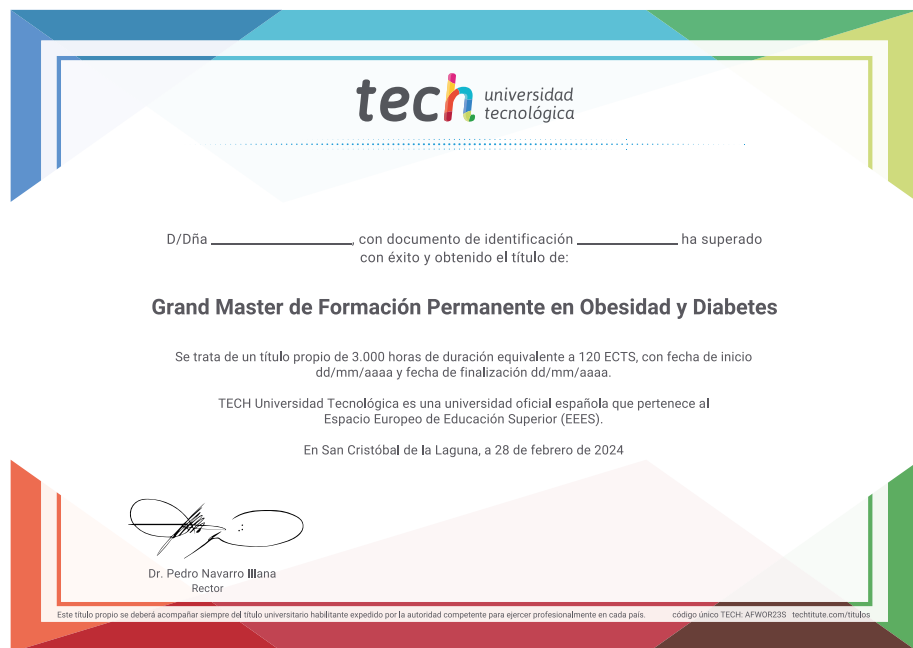 tech universidad
tecnológica
D/Dña ____________________, con documento de identificación ______________ ha superado
con éxito y obtenido el título de:
Grand Master de Formación Permanente en Obesidad y Diabetes
Se trata de un título propio de 3.000 horas de duración equivalente a 120 ECTS, con fecha de inicio
dd/mm/aaaa y fecha de finalización dd/mm/aaaa.
TECH Universidad Tecnológica es una universidad oficial española que pertenece al
Espacio Europeo de Educación Superior (EEES).
En San Cristóbal de la Laguna, a 28 de febrero de 2024
Dr. Pedro Navarro Illana
Rector
Este título propio se deberá acompañar siempre del título universitario habilitante expedido por la autoridad competente para ejercer profesionalmente en cada país. código único TECH: AFWOR23S techtitute.com/titulos